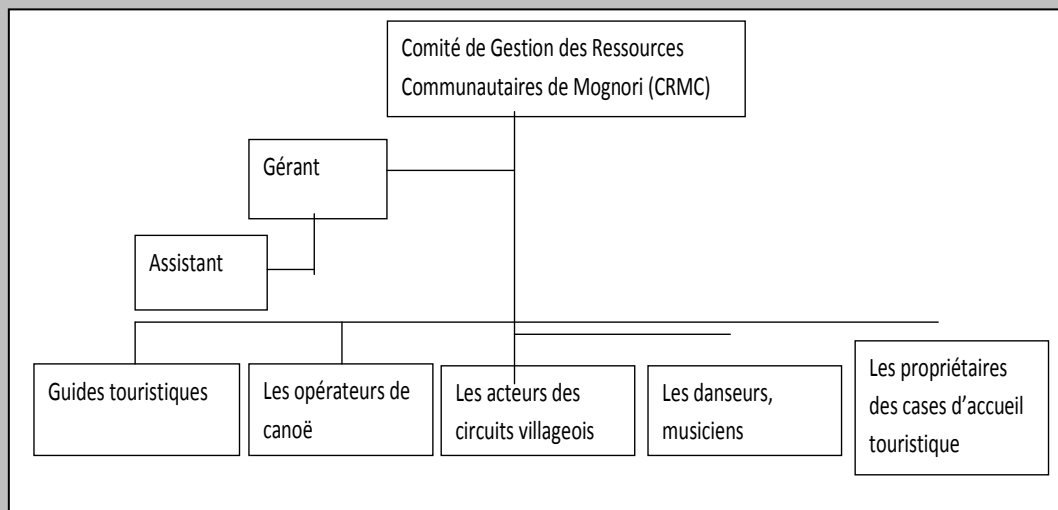 Comité de Gestion des Ressources
Communautaires de Mognori (CRMC)
Gérant
Assistant
Guides touristiques
Les opérateurs de
canoë
Les acteurs des
circuits villageois
Les danseurs,
musiciens
Les propriétaires
des cases d’accueil
touristique